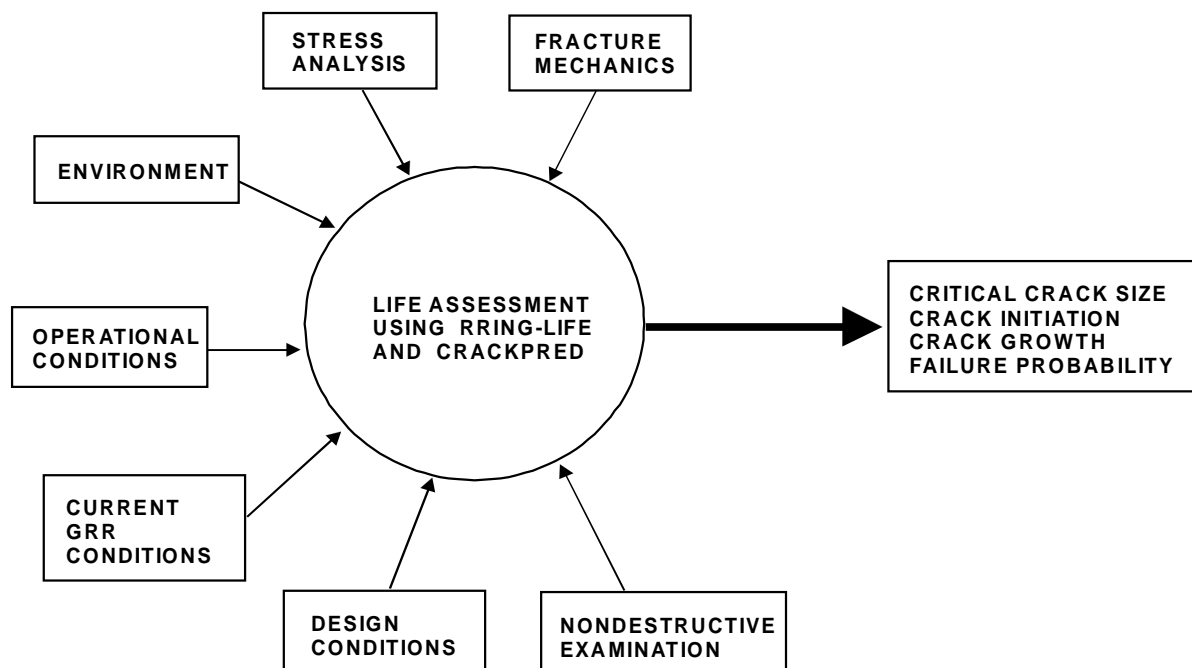 STRESS
ANALYSIS
FRACTURE
MECHANICS
ENVIRONMENT
OPERATIONAL
CONDITIONS
LIFE ASSESSMENT
USING RRING-LIFE
AND CRACKPRED
CRITICAL CRACK SIZE
CRACK INITIATION
CRACK GROWTH
FAILURE PROBABILITY
CURRENT
GRR
CONDITIONS
DESIGN
CONDITIONS
NONDESTRUCTIVE
EXAMINATION